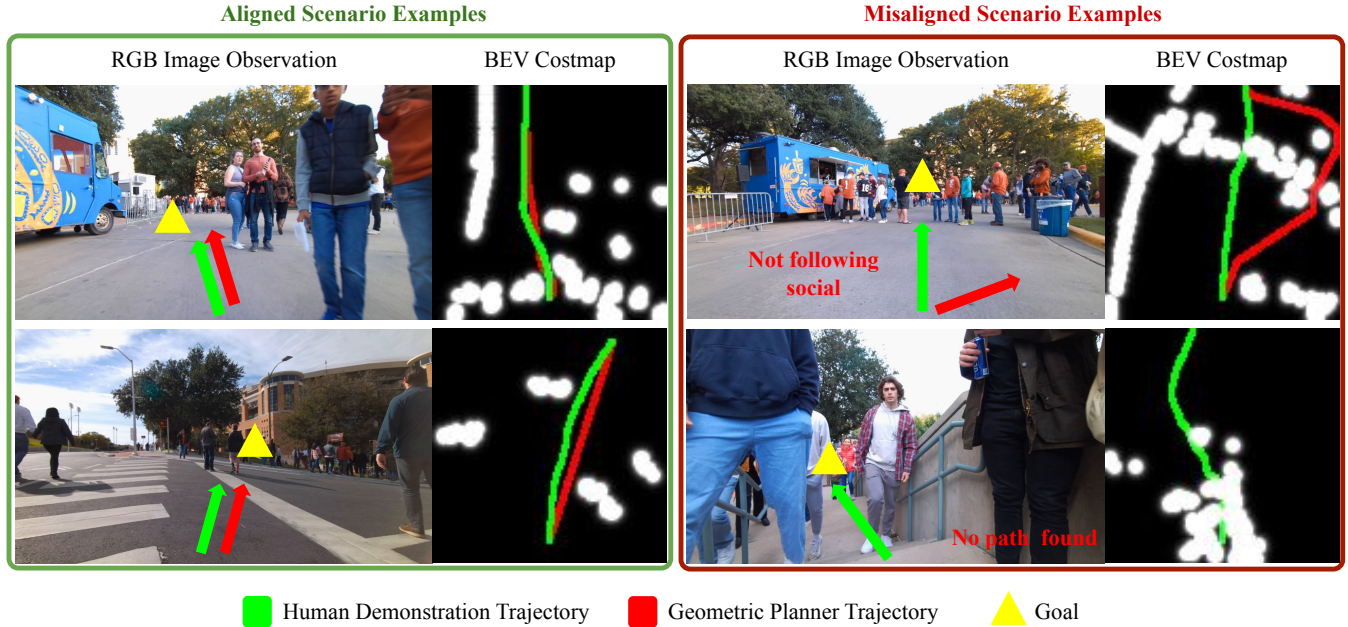 Aligned Scenario Examples
Misaligned Scenario Examples
RGB Image Observation
BEV Costmap
RGB Image Observation
BEV Costmap
Not following
social
No path found
Human Demonstration Trajectory
Geometric Planner Trajectory
Goal